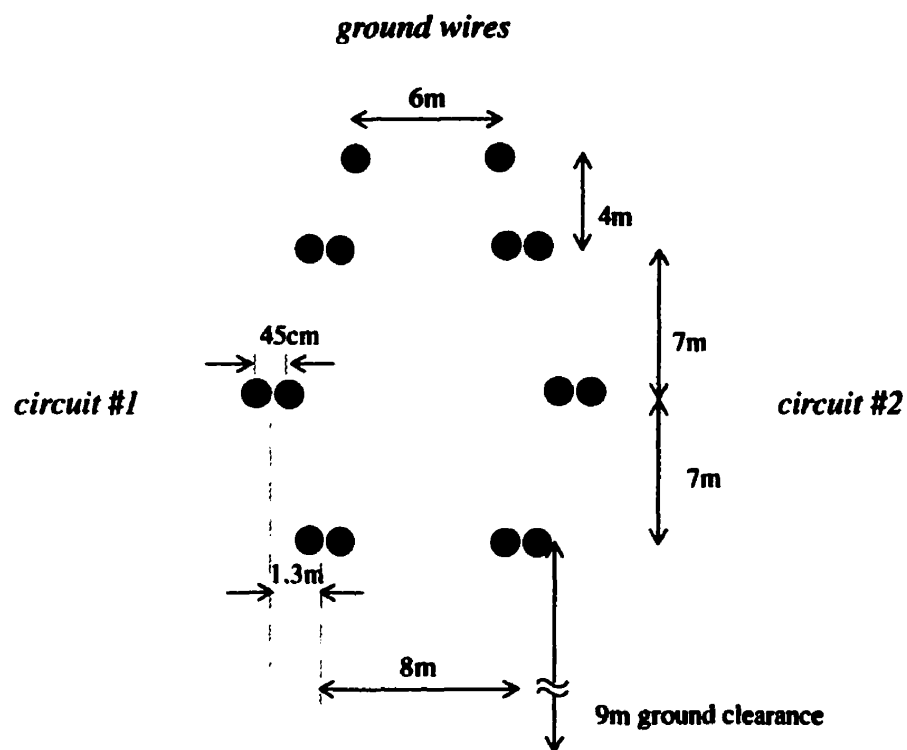 ground wires
6m
4m
45cm
7m
circuit #1
circuit #2
7m
1.3m
8m
9m ground clearance